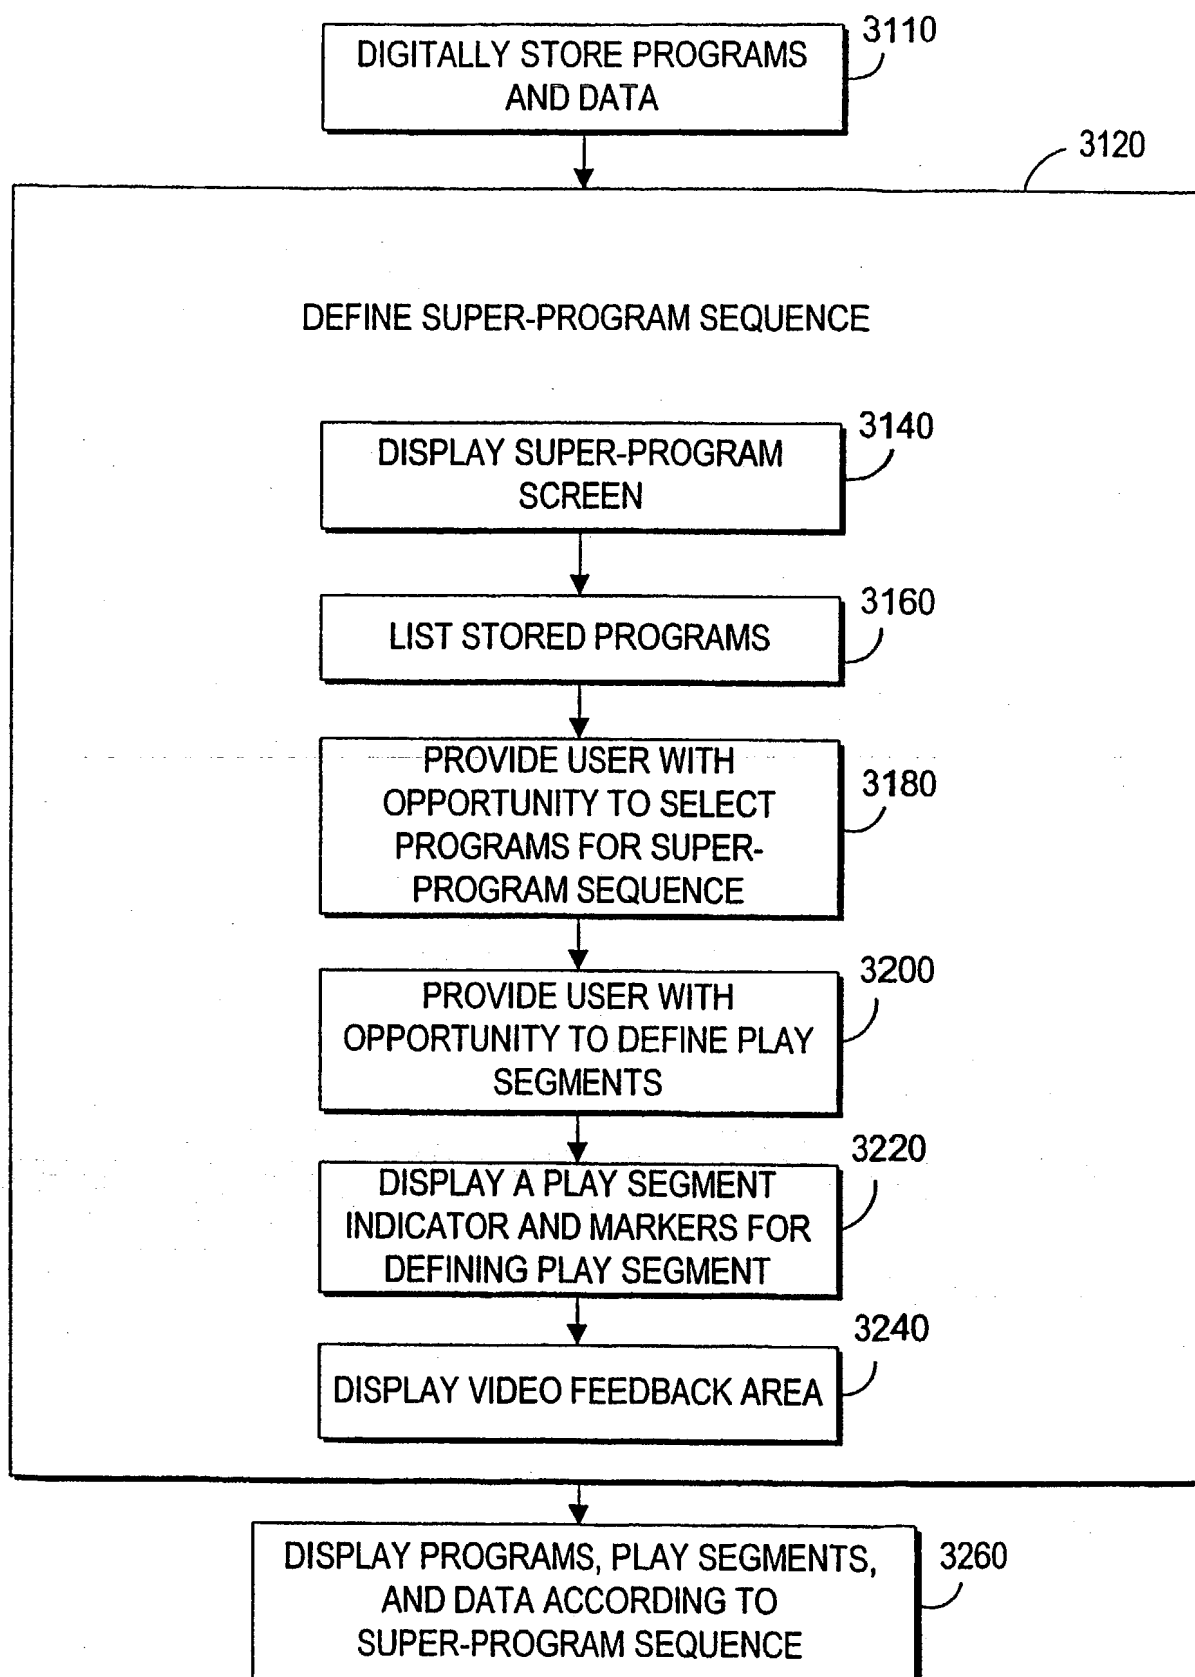 3110
DIGITALLY STORE PROGRAMS
AND DATA
3120
DEFINE SUPER-PROGRAM SEQUENCE
3140
DISPLAY SUPER-PROGRAM
SCREEN
3160
LIST STORED PROGRAMS
3180
PROVIDE USER WITH
OPPORTUNITY TO SELECT
PROGRAMS FOR SUPER-
PROGRAM SEQUENCE
3200
PROVIDE USER WITH
OPPORTUNITY TO DEFINE PLAY
SEGMENTS
3220
DISPLAY A PLAY SEGMENT
INDICATOR AND MARKERS FOR
DEFINING PLAY SEGMENT
3240
DISPLAY VIDEO FEEDBACK AREA
3260
DISPLAY PROGRAMS, PLAY SEGMENTS,
AND DATA ACCORDING TO
SUPER-PROGRAM SEQUENCE